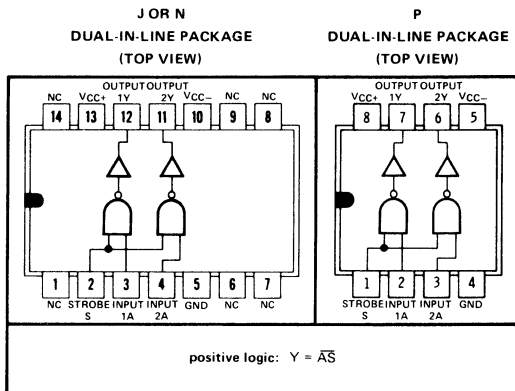 J OR N
DUAL-IN-LINE PACKAGE
(TOP VIEW)
P
DUAL-IN-LINE PACKAGE
(TOP VIEW)
OUTPUT OUTPUT
NC VCC+ 1Y 2Y VCC– NC NC
14 13 12 11 10 9 8
1 2 3 4 5 6 7
NC STROBE INPUT INPUT GND NC NC
S 1A 2A
OUTPUT OUTPUT
VCC+ 1Y 2Y VCC–
8 7 6 5
1 2 3 4
STROBE INPUT INPUT GND
S 1A 2A
positive logic: Y = A̅S̅